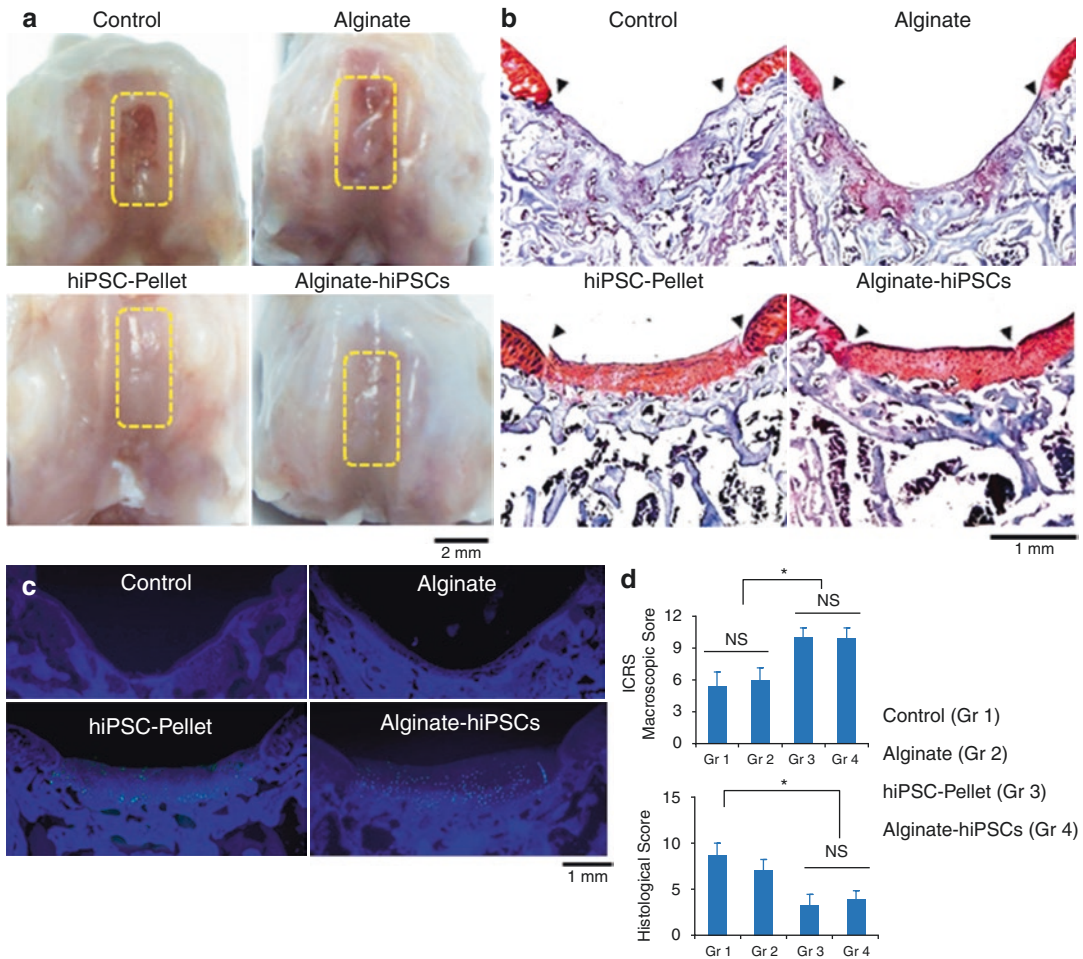 a
Control
Alginate
hiPSC-Pellet
Alginate-hiPSCs
2 mm
b
Control
Alginate
hiPSC-Pellet
Alginate-hiPSCs
1 mm
c
Control
Alginate
hiPSC-Pellet
Alginate-hiPSCs
1 mm
d
*
NS
NS
ICRS
Macroscopic Sore
12
9
6
3
0
Gr 1 Gr 2 Gr 3 Gr 4
*
NS
Histological Score
15
10
5
0
Gr 1 Gr 2 Gr 3 Gr 4
Control (Gr 1)
Alginate (Gr 2)
hiPSC-Pellet (Gr 3)
Alginate-hiPSCs (Gr 4)